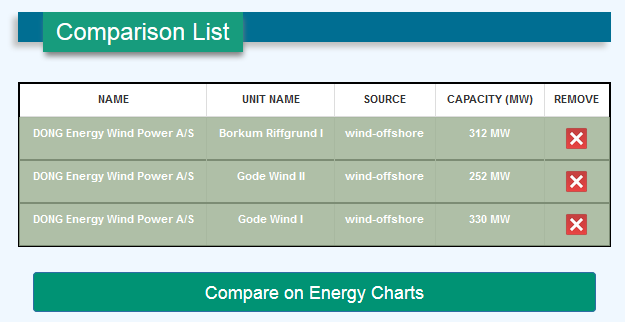 Comparison List
NAME UNIT NAME SOURCE CAPACITY (MW) REMOVE
DONG Energy Wind Power A/S Borkum Riffgrund I wind-offshore 312 MW
DONG Energy Wind Power A/S Gode Wind II wind-offshore 252 MW
DONG Energy Wind Power A/S Gode Wind I wind-offshore 330 MW
Compare on Energy Charts